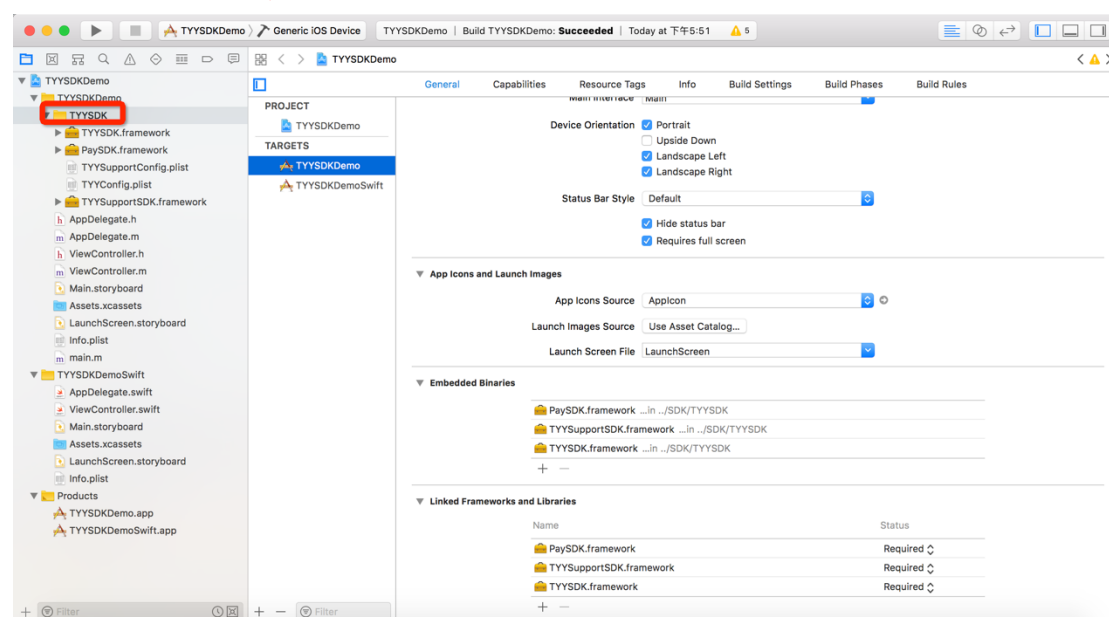 TYYSDKDemo
Generic iOS Device
TYYSDKDemo | Build TYYSDKDemo: Succeeded | Today at 下午5:51
5
TYYSDKDemo
TYYSDKDemo
TYYSDKDemo
TYYSDK
TYYSDK.framework
PaySDK.framework
TYYSupportConfig.plist
TYYConfig.plist
TYYSupportSDK.framework
AppDelegate.h
AppDelegate.m
ViewController.h
ViewController.m
Main.storyboard
Assets.xcassets
LaunchScreen.storyboard
Info.plist
main.m
TYYSDKDemoSwift
AppDelegate.swift
ViewController.swift
Main.storyboard
Assets.xcassets
LaunchScreen.storyboard
Info.plist
Products
TYYSDKDemo.app
TYYSDKDemoSwift.app
Filter
PROJECT
TYYSDKDemo
TARGETS
TYYSDKDemo
TYYSDKDemoSwift
Filter
General Capabilities Resource Tags Info Build Settings Build Phases Build Rules
Main Interface Main
Device Orientation Portrait
Upside Down
Landscape Left
Landscape Right
Status Bar Style Default
Hide status bar
Requires full screen
App Icons and Launch Images
App Icons Source AppIcon
Launch Images Source Use Asset Catalog...
Launch Screen File LaunchScreen
Embedded Binaries
PaySDK.framework ...in ../SDK/TYYSDK
TYYSupportSDK.framework ...in ../SDK/TYYSDK
TYYSDK.framework ...in ../SDK/TYYSDK
Linked Frameworks and Libraries
Name Status
PaySDK.framework Required
TYYSupportSDK.framework Required
TYYSDK.framework Required